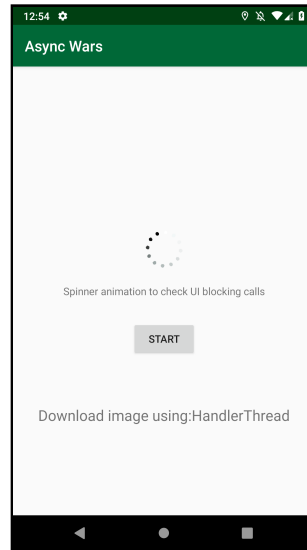 12:54
Async Wars
Spinner animation to check UI blocking calls
START
Download image using:HandlerThread